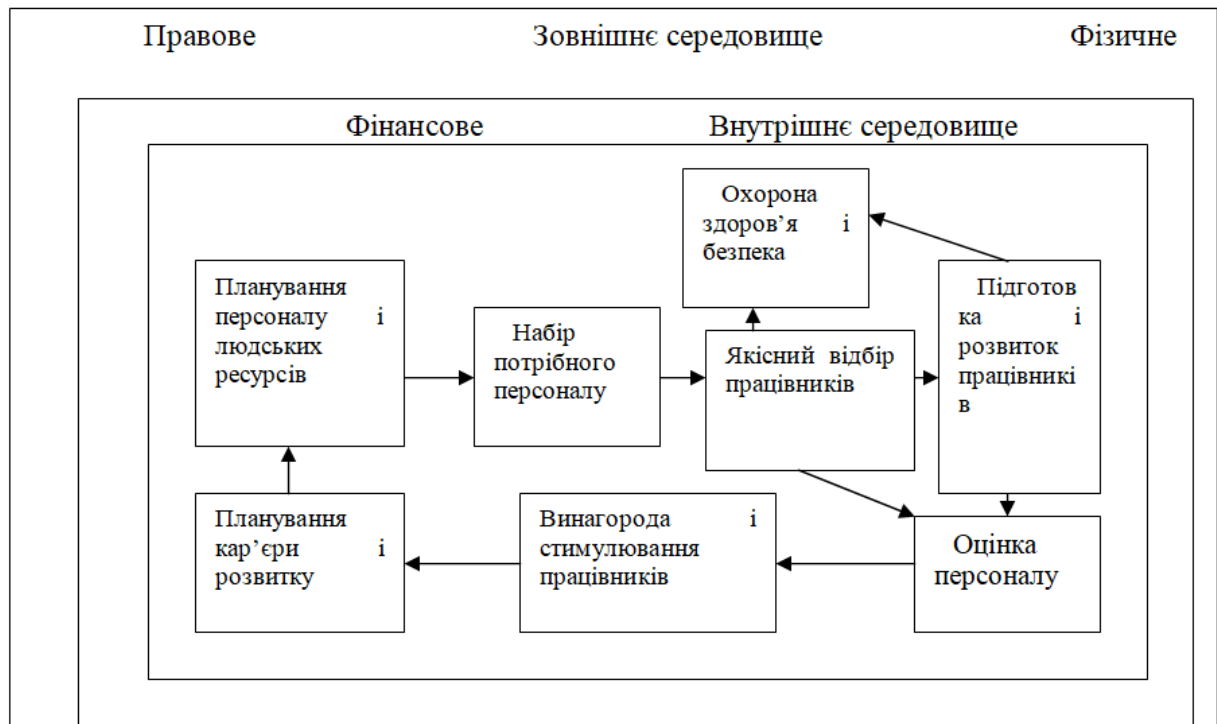 Правове Зовнішнє середовище Фізичне
Фінансове Внутрішнє середовище
Охорона
здоров’я і
безпека
Планування
персоналу і
людських
ресурсів
Набір
потрібного
персоналу
Якісний відбір
працівників
Підготов
ка і
розвиток
працівникі
в
Планування
кар’єри і
розвитку
Винагорода і
стимулювання
працівників
Оцінка
персоналу